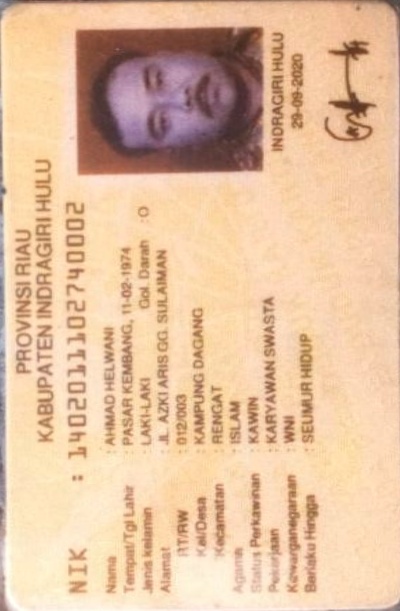 PROVINSI RIAU
KABUPATEN INDRAGIRI HULU
NIK : 1402011102740002
Nama : AHMAD HELWANI
Tempat/Tgl Lahir : PASAR KEMBANG, 11-02-1974
Jenis kelamin : LAKI-LAKI Gol. Darah : O
Alamat : JL. AZKI ARIS GG. SULAIMAN
RT/RW : 012/003
Kel/Desa : KAMPUNG DAGANG
Kecamatan : RENGAT
Agama : ISLAM
Status Perkawinan : KAWIN
Pekerjaan : KARYAWAN SWASTA
Kewarganegaraan : WNI
Berlaku Hingga : SEUMUR HIDUP
INDRAGIRI HULU
29-09-2020